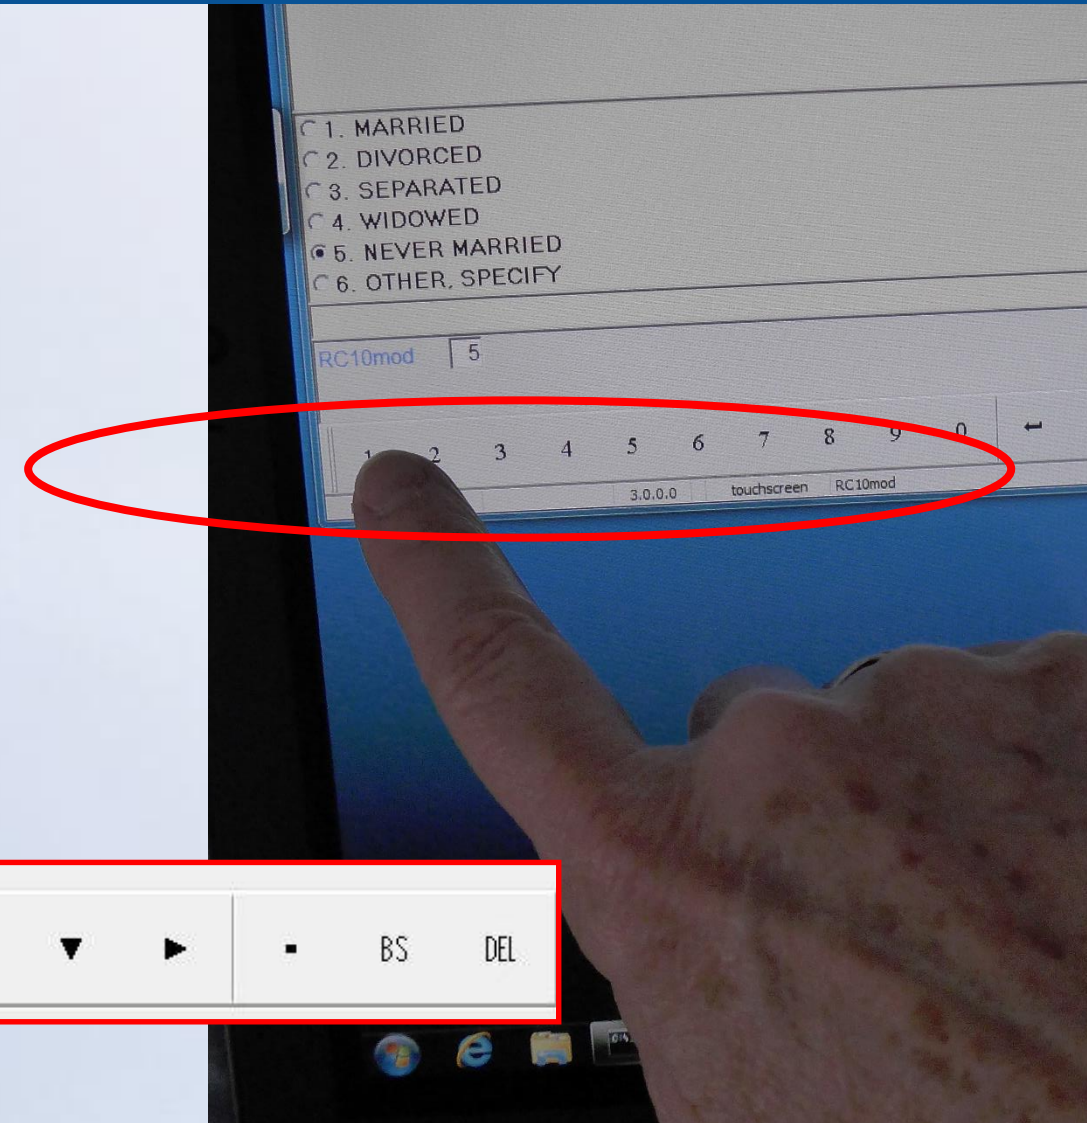 1. MARRIED
2. DIVORCED
3. SEPARATED
4. WIDOWED
5. NEVER MARRIED
6. OTHER, SPECIFY
RC10mod 5
1 2 3 4 5 6 7 8 9 0
3.0.0.0 touchscreen RC10mod
BS DEL